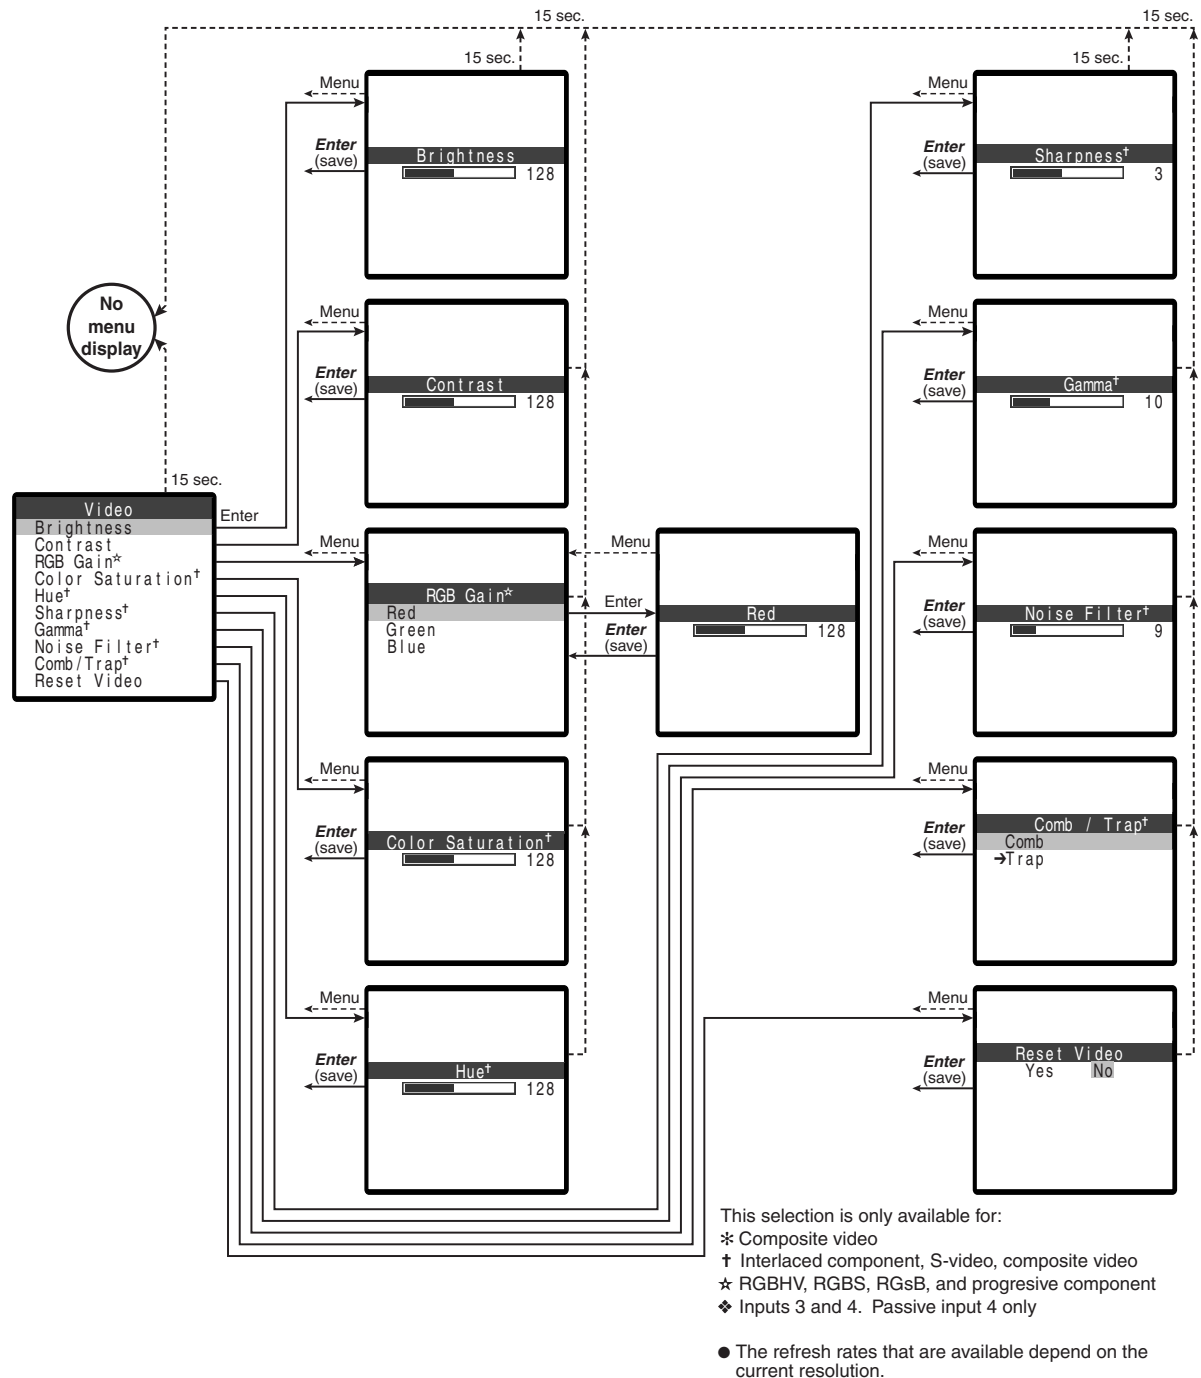 15 sec.
15 sec.
15 sec.
15 sec.
Menu
Enter
(save)
Brightness
128
Menu
Enter
(save)
Sharpness†
3
No
menu
display
Menu
Enter
(save)
Contrast
128
Menu
Enter
(save)
Gamma†
10
15 sec.
Video
Brightness
Contrast
RGB Gain☆
Color Saturation†
Hue†
Sharpness†
Gamma†
Noise Filter†
Comb/Trap†
Reset Video
Enter
Menu
RGB Gain☆
Red
Green
Blue
Menu
Enter
Enter
(save)
Red
128
Menu
Enter
(save)
Noise Filter†
9
Menu
Enter
(save)
Color Saturation†
128
Menu
Enter
(save)
Comb / Trap†
Comb
➔Trap
Menu
Enter
(save)
Hue†
128
Menu
Enter
(save)
Reset Video
Yes No
This selection is only available for:
✻ Composite video
† Interlaced component, S-video, composite video
☆ RGBHV, RGBS, RGsB, and progresive component
❖ Inputs 3 and 4. Passive input 4 only
● The refresh rates that are available depend on the
current resolution.